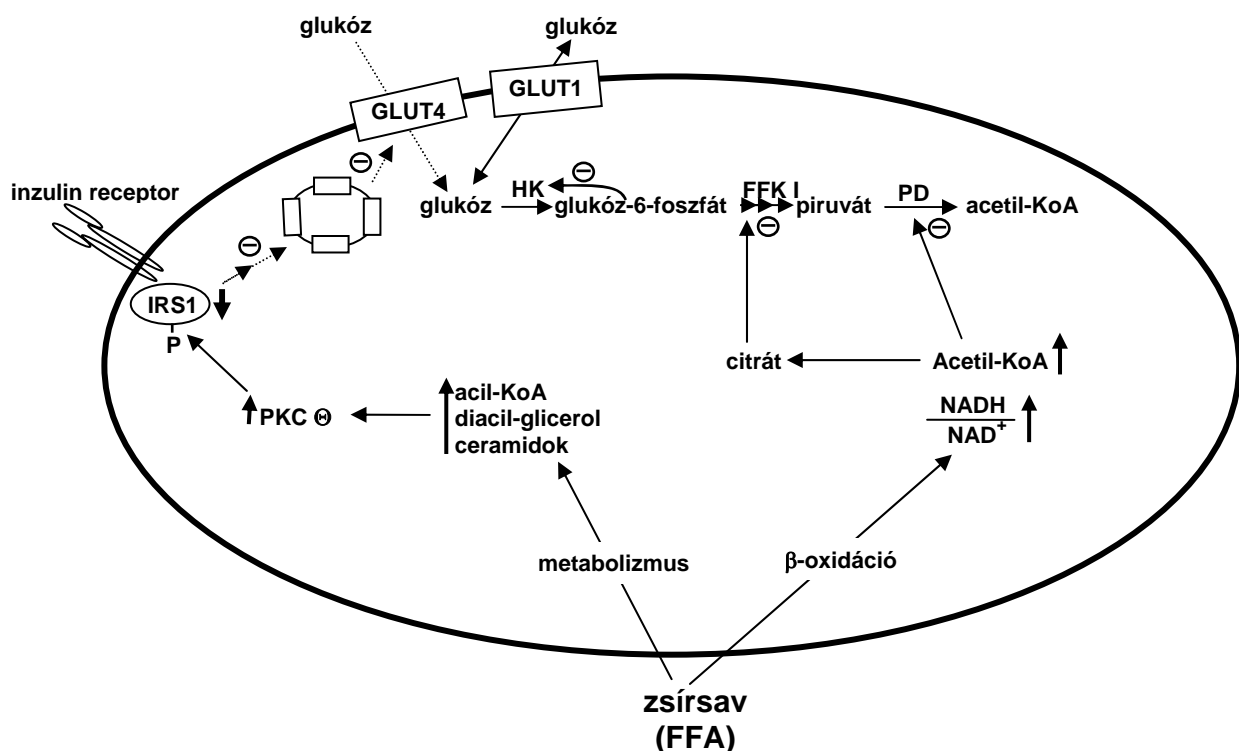 glukóz
glukóz
GLUT4
GLUT1
inzulin receptor
glukóz
HK
glukóz-6-foszfát
FFK I
piruvát
PD
acetil-KoA
IRS1
P
citrát
Acetil-KoA
acil-KoA
diacil-glicerol
ceramidok
PKC Θ
NADH
NAD+
metabolizmus
β-oxidáció
zsírsav
(FFA)